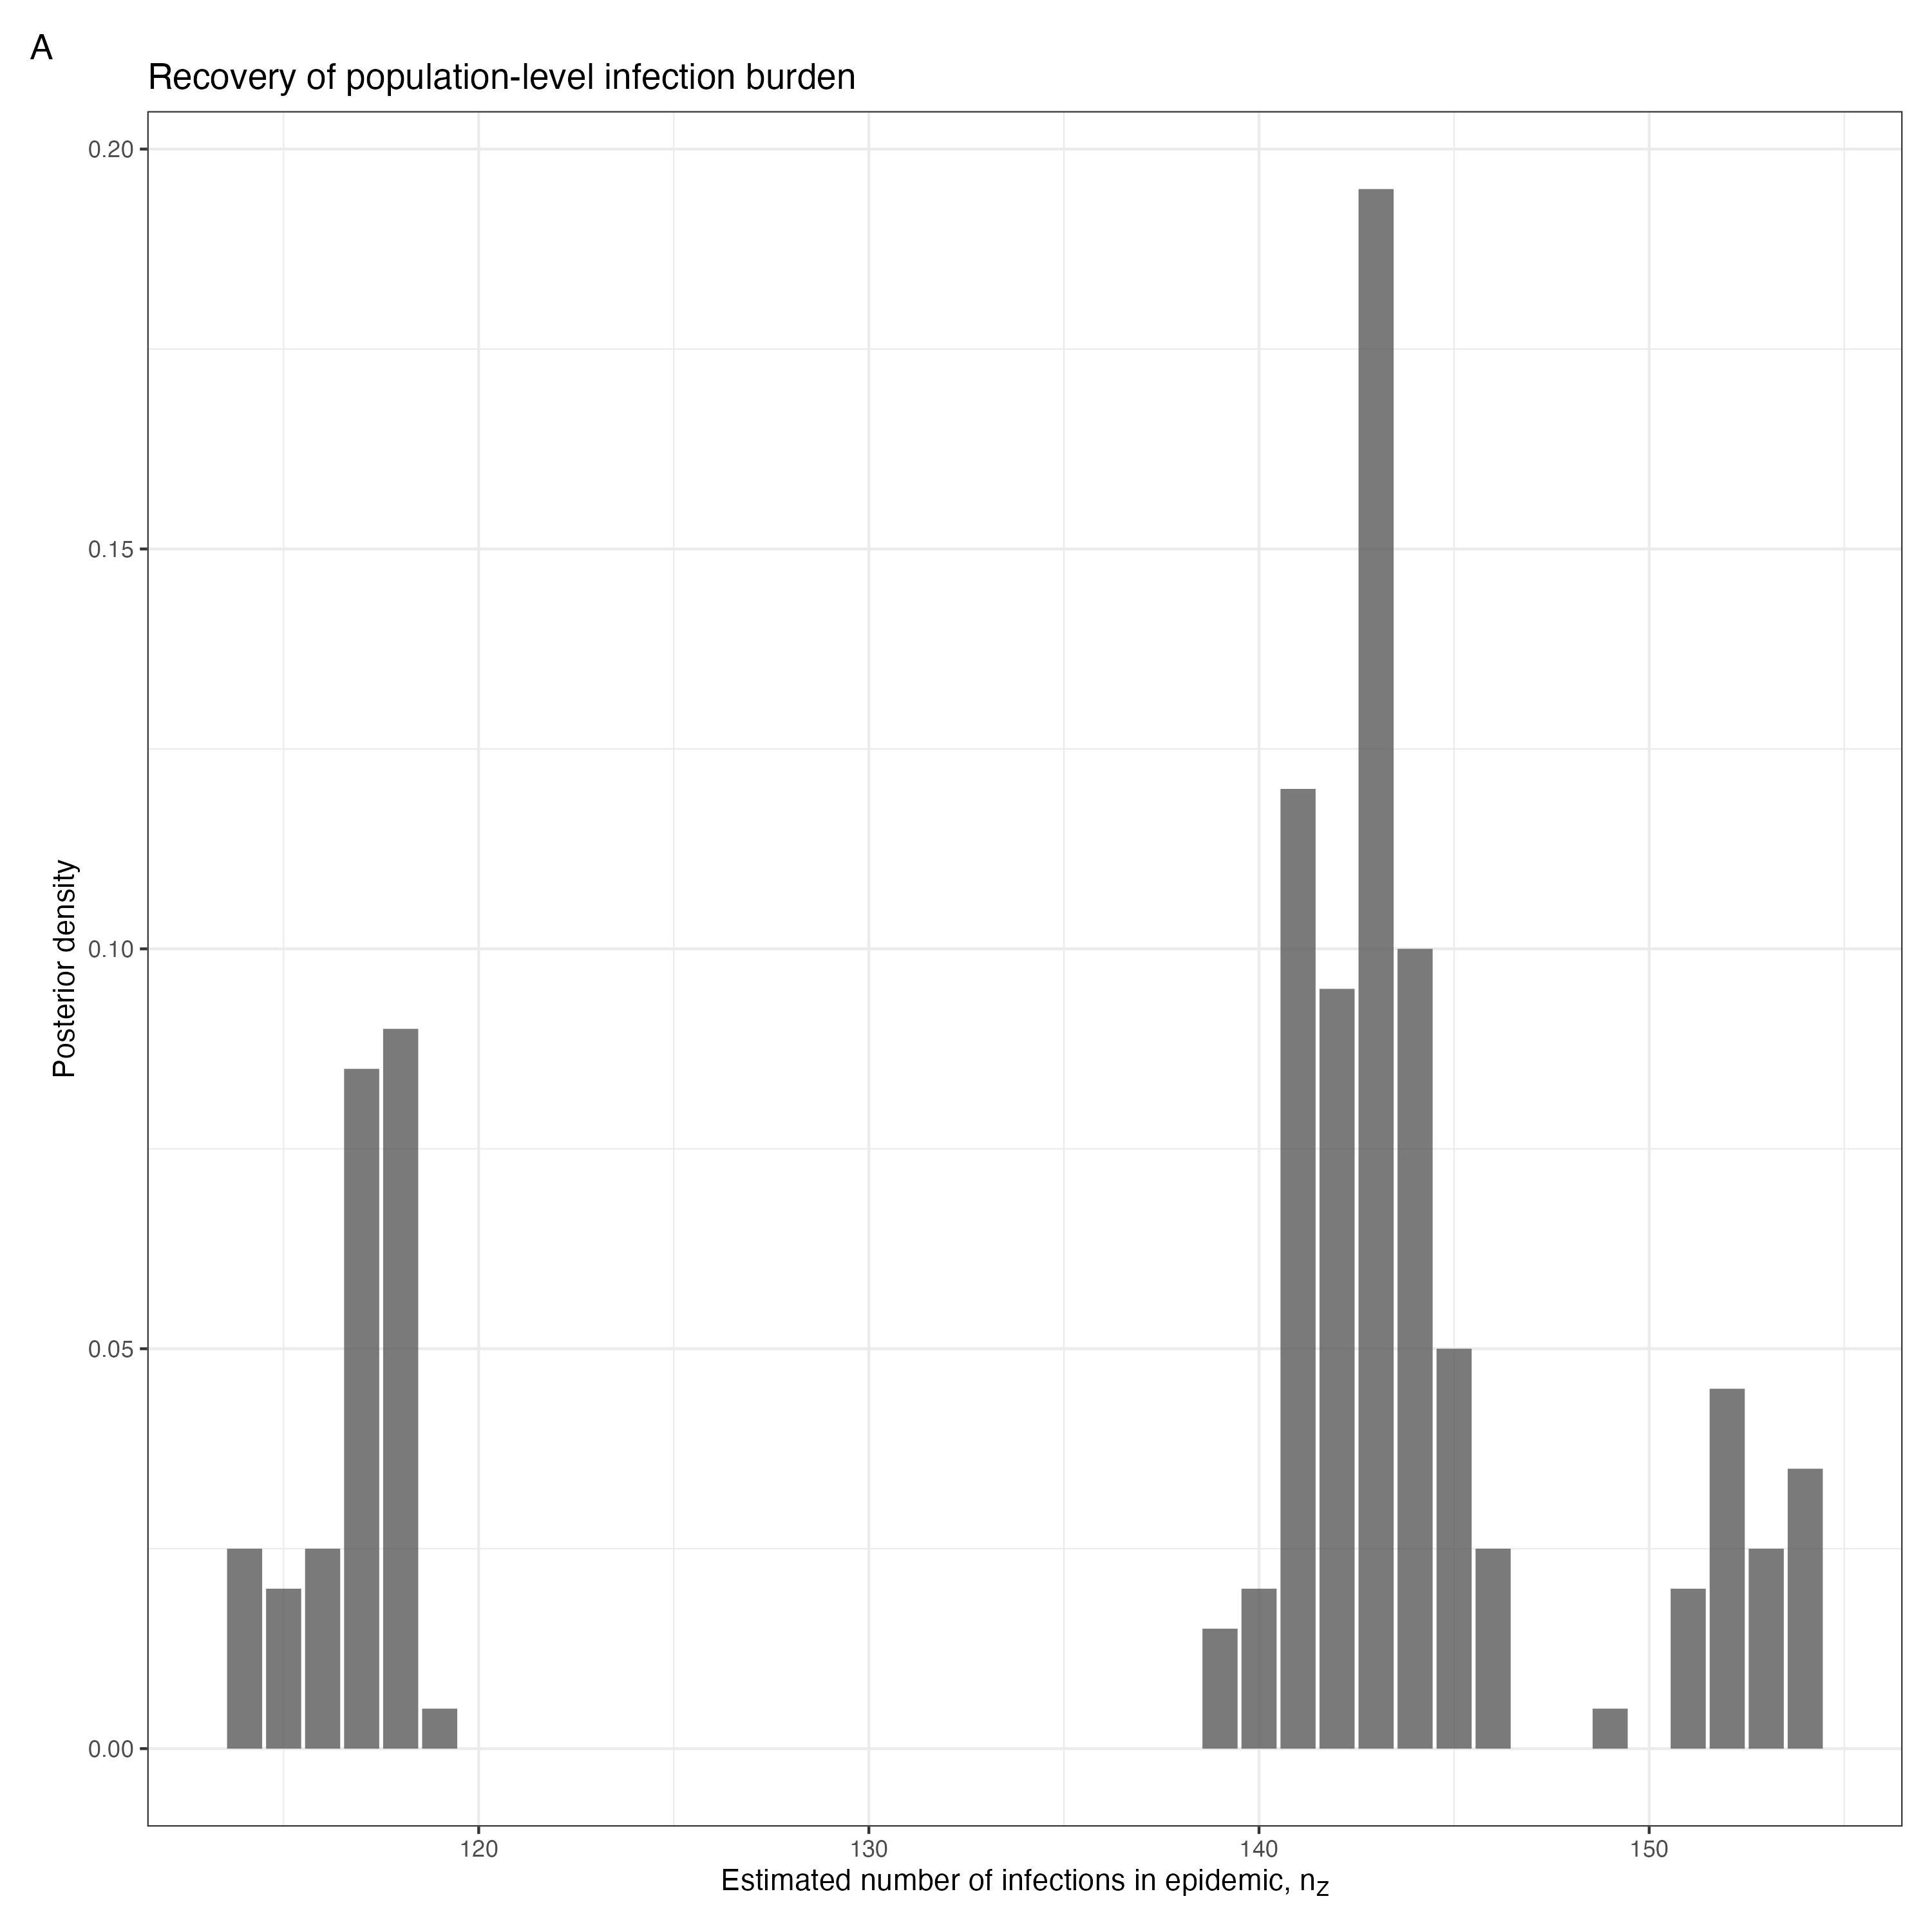 A
Recovery of population-level infection burden
0.20
0.15
0.10
0.05
0.00
Posterior density
120 130 140 150
Estimated number of infections in epidemic, nZ